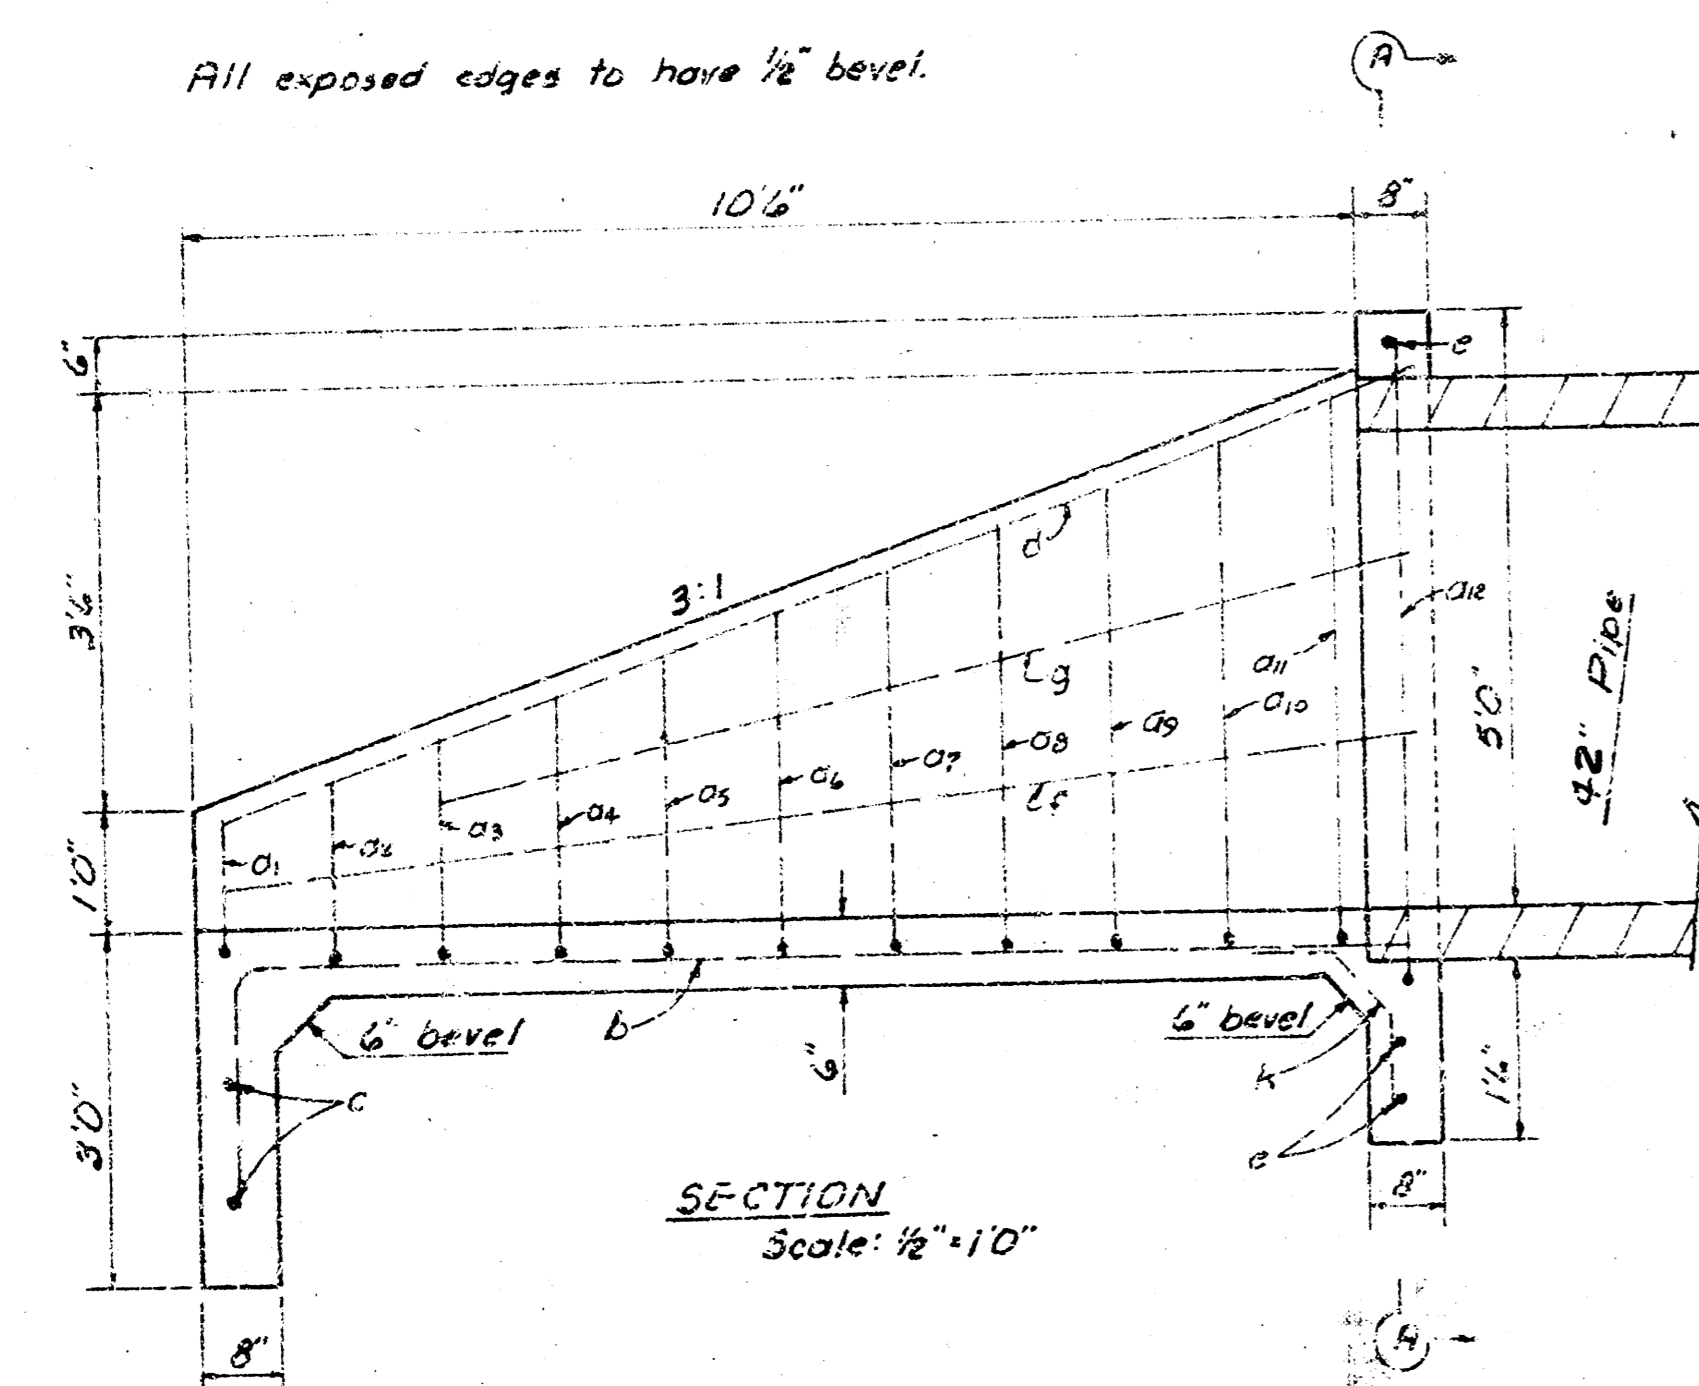 All exposed edges to have 1/2" bevel.
A
10'6"
8"
6"
e
3'6"
3:1
d
g
a11
a12
5'0"
42" Pipe
a10
a9
a8
a7
a6
a5
a4
a3
a2
a1
f
1'0"
6" bevel
b
6"
6" bevel
k
c
e
1'6"
3'0"
SECTION
Scale: 1/2" = 1'0"
8"
8"
A